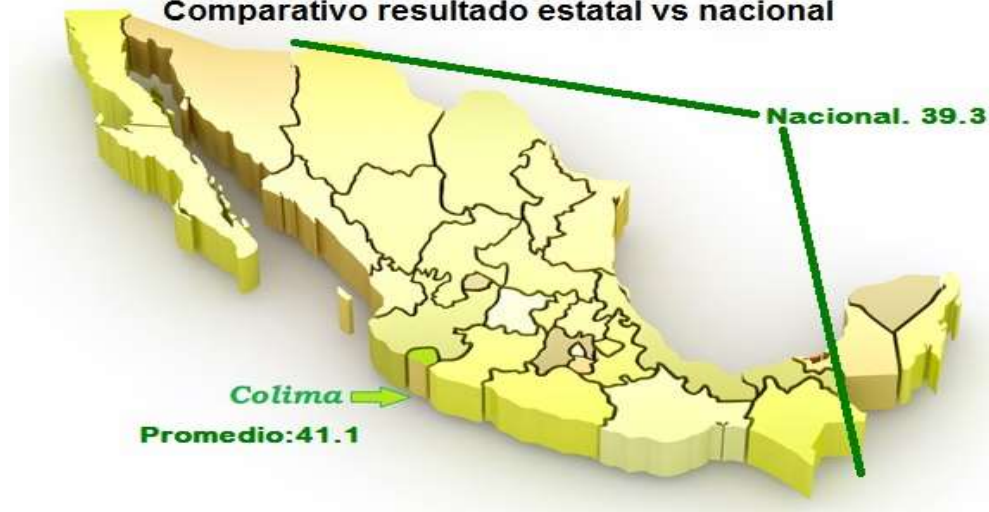 Comparativo resultado estatal vs nacional
Nacional. 39.3
Colima
Promedio:41.1